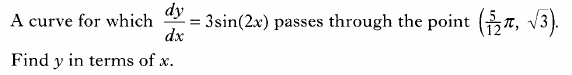 A curve for which dy/dx = 3sin(2x) passes through the point (5/12 π, √3).
Find y in terms of x.